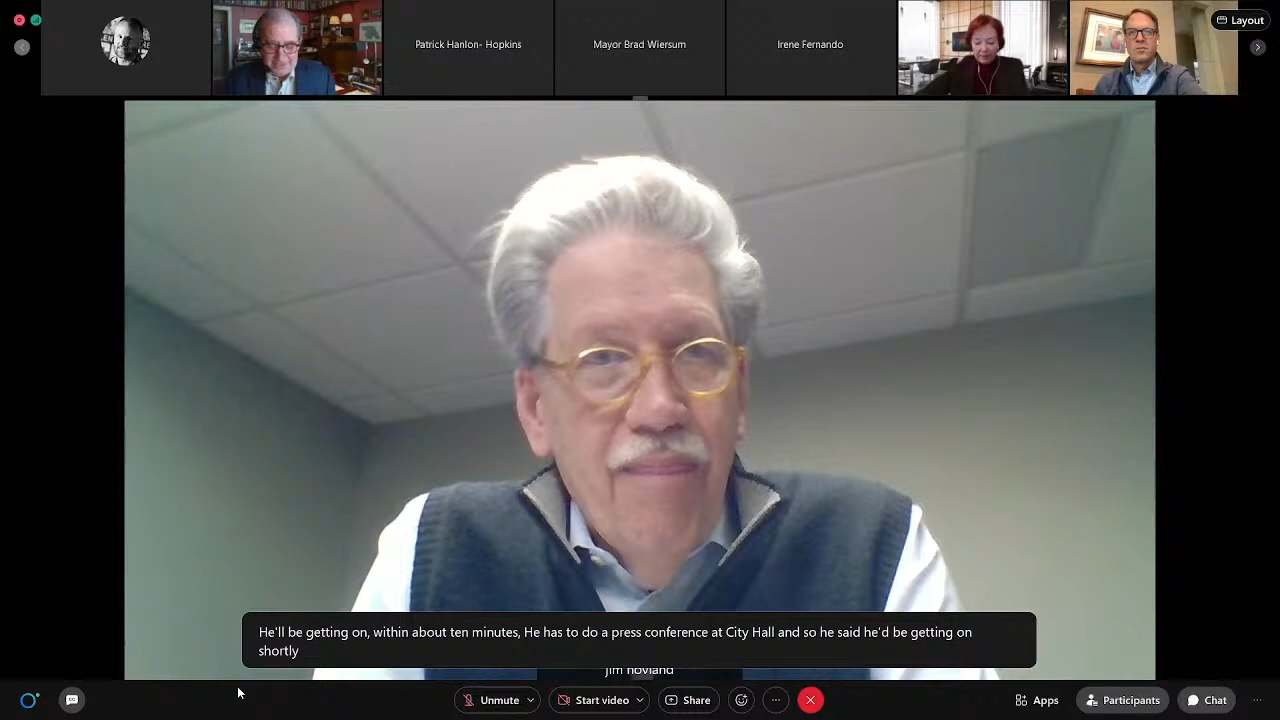 Layout
Patrick Hanlon- Hopkins
Mayor Brad Wiersum
Irene Fernando
He'll be getting on, within about ten minutes, He has to do a press conference at City Hall and so he said he'd be getting on
shortly
jim hovland
Unmute
Start video
Share
Apps
Participants
Chat